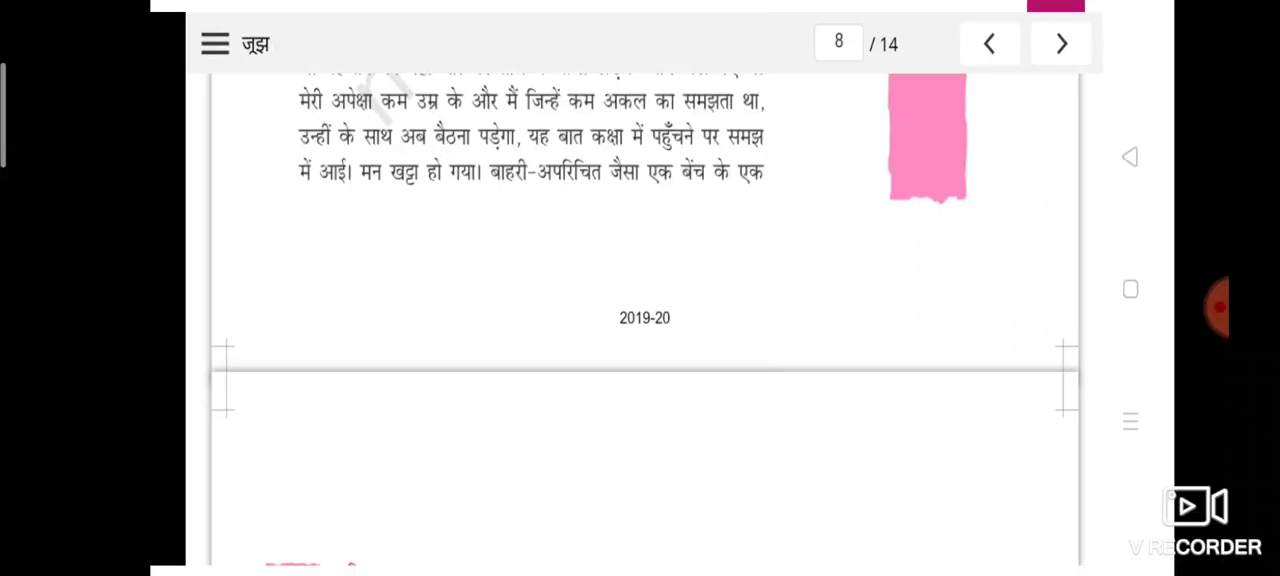 जूझ
8 / 14
मेरी अपेक्षा कम उम्र के और मैं जिन्हें कम अकल का समझता था,
उन्हीं के साथ अब बैठना पड़ेगा, यह बात कक्षा में पहुँचने पर समझ
में आई। मन खट्टा हो गया। बाहरी-अपरिचित जैसा एक बेंच के एक
2019-20
V RECORDER